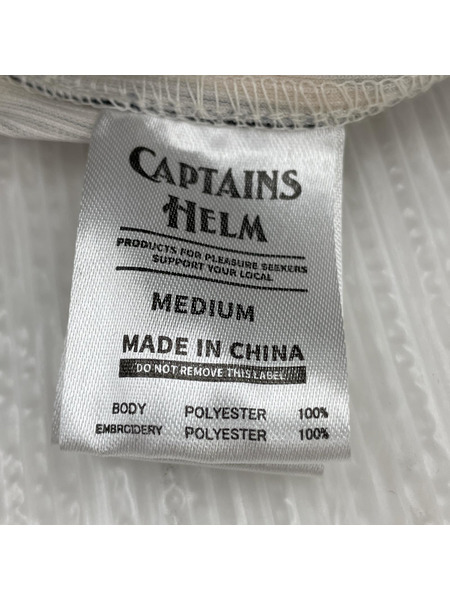 CAPTAINS
HELM
PRODUCTS FOR PLEASURE SEEKERS
SUPPORT YOUR LOCAL
MEDIUM
MADE IN CHINA
DO NOT REMOVE THIS LABEL
BODY POLYESTER 100%
EMBROIDERY POLYESTER 100%